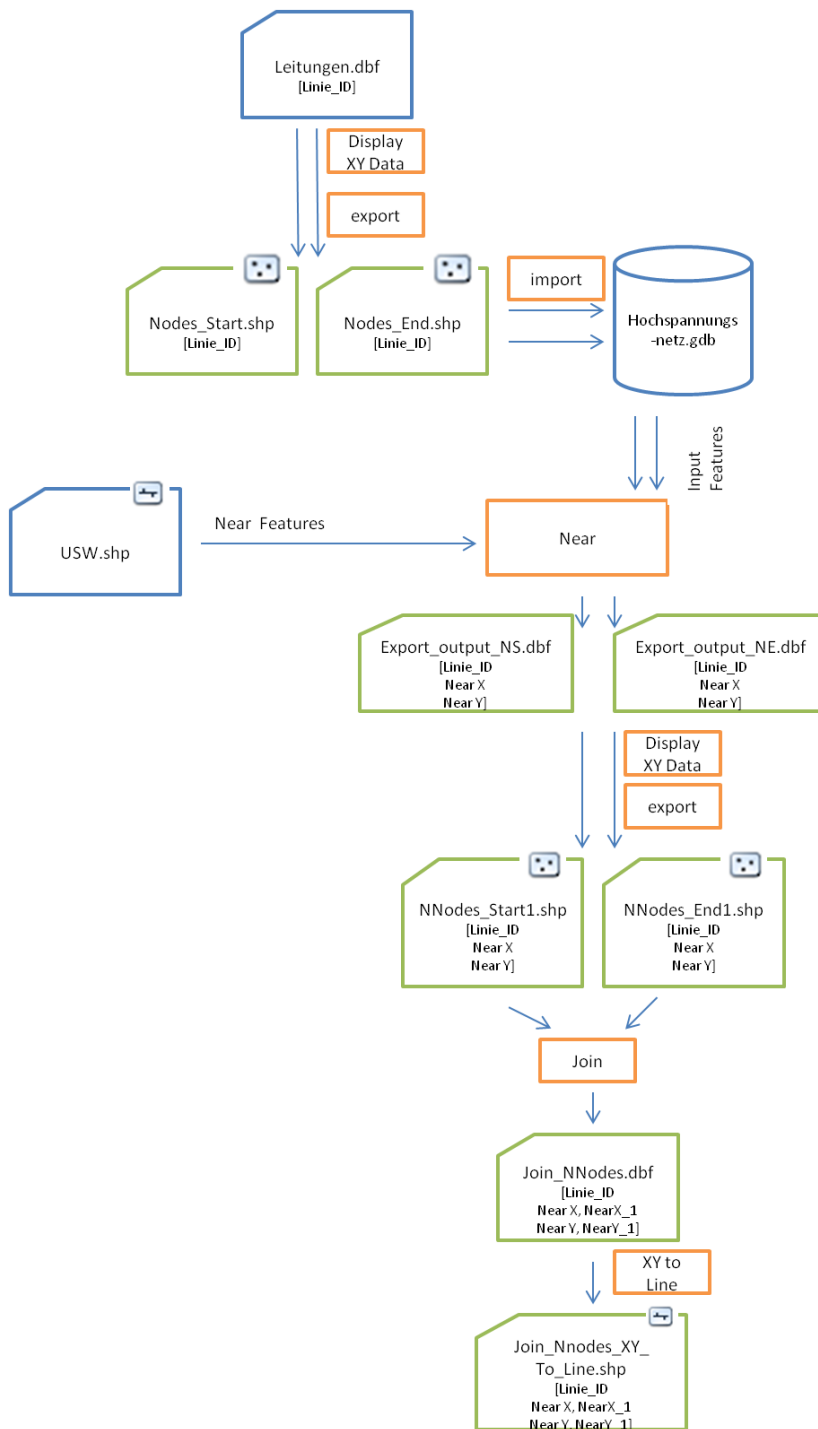 Leitungen.dbf
[Linie_ID]
Display
XY Data
export
Nodes_Start.shp
[Linie_ID]
Nodes_End.shp
[Linie_ID]
import
Hochspannungs
-netz.gdb
Input
Features
USW.shp
Near Features
Near
Export_output_NS.dbf
[Linie_ID
Near X
Near Y]
Export_output_NE.dbf
[Linie_ID
Near X
Near Y]
Display
XY Data
export
NNodes_Start1.shp
[Linie_ID
Near X
Near Y]
NNodes_End1.shp
[Linie_ID
Near X
Near Y]
Join
Join_NNodes.dbf
[Linie_ID
Near X, NearX_1
Near Y, NearY_1]
XY to
Line
Join_Nnodes_XY_
To_Line.shp
[Linie_ID
Near X, NearX_1
Near Y, NearY_1]